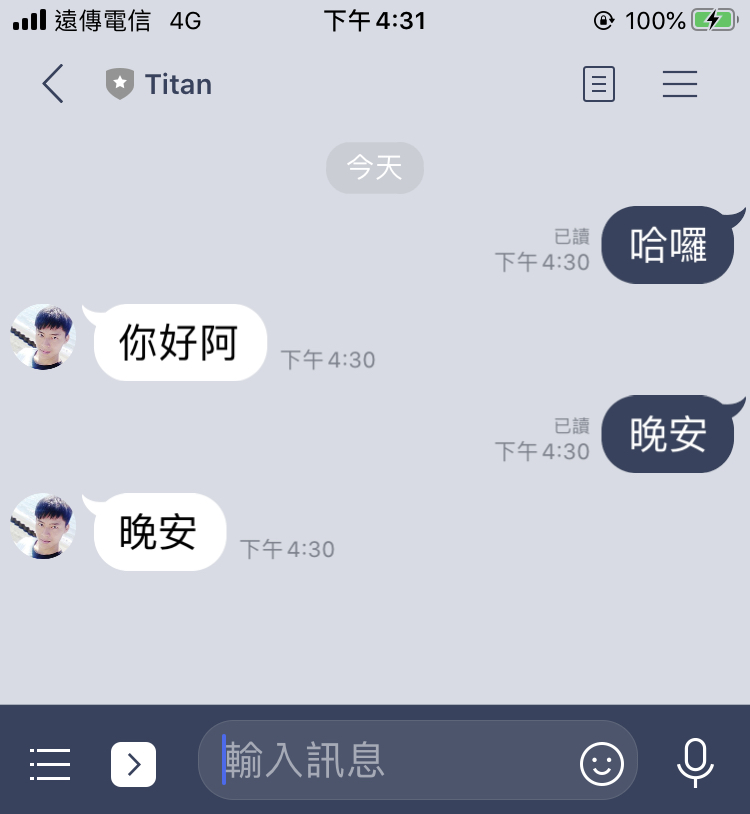 遠傳電信 4G 下午 4:31 100%
Titan
今天
已讀
下午 4:30
哈囉
你好阿
下午 4:30
已讀
下午 4:30
晚安
晚安
下午 4:30
輸入訊息